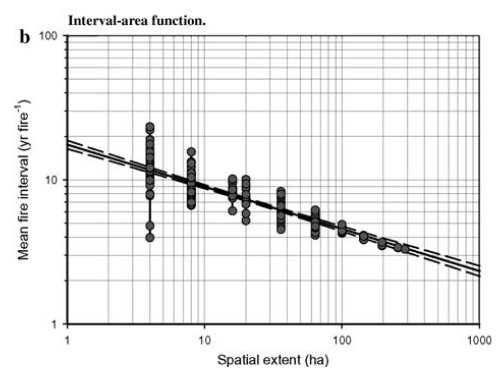 Interval-area function.
b
100
10
1
Mean fire interval (yr fire⁻¹)
1
10
100
1000
Spatial extent (ha)